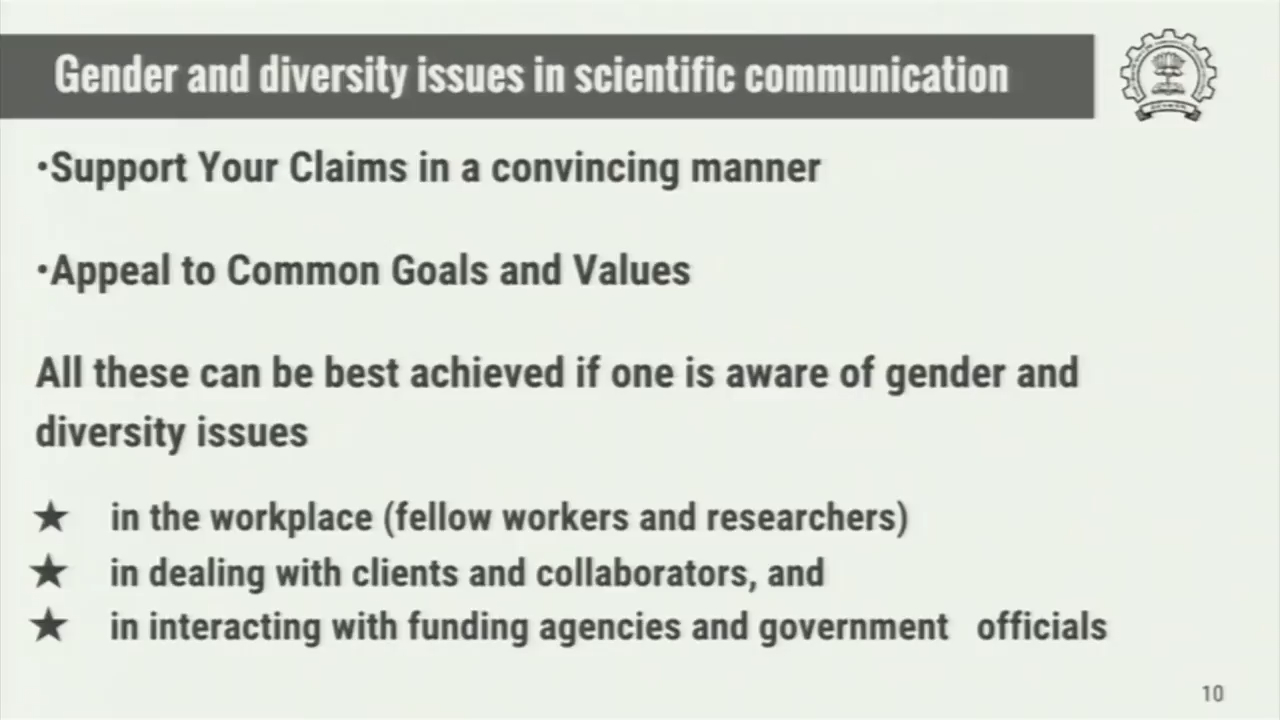 Gender and diversity issues in scientific communication
•Support Your Claims in a convincing manner
•Appeal to Common Goals and Values
All these can be best achieved if one is aware of gender and
diversity issues
★ in the workplace (fellow workers and researchers)
★ in dealing with clients and collaborators, and
★ in interacting with funding agencies and government officials
10